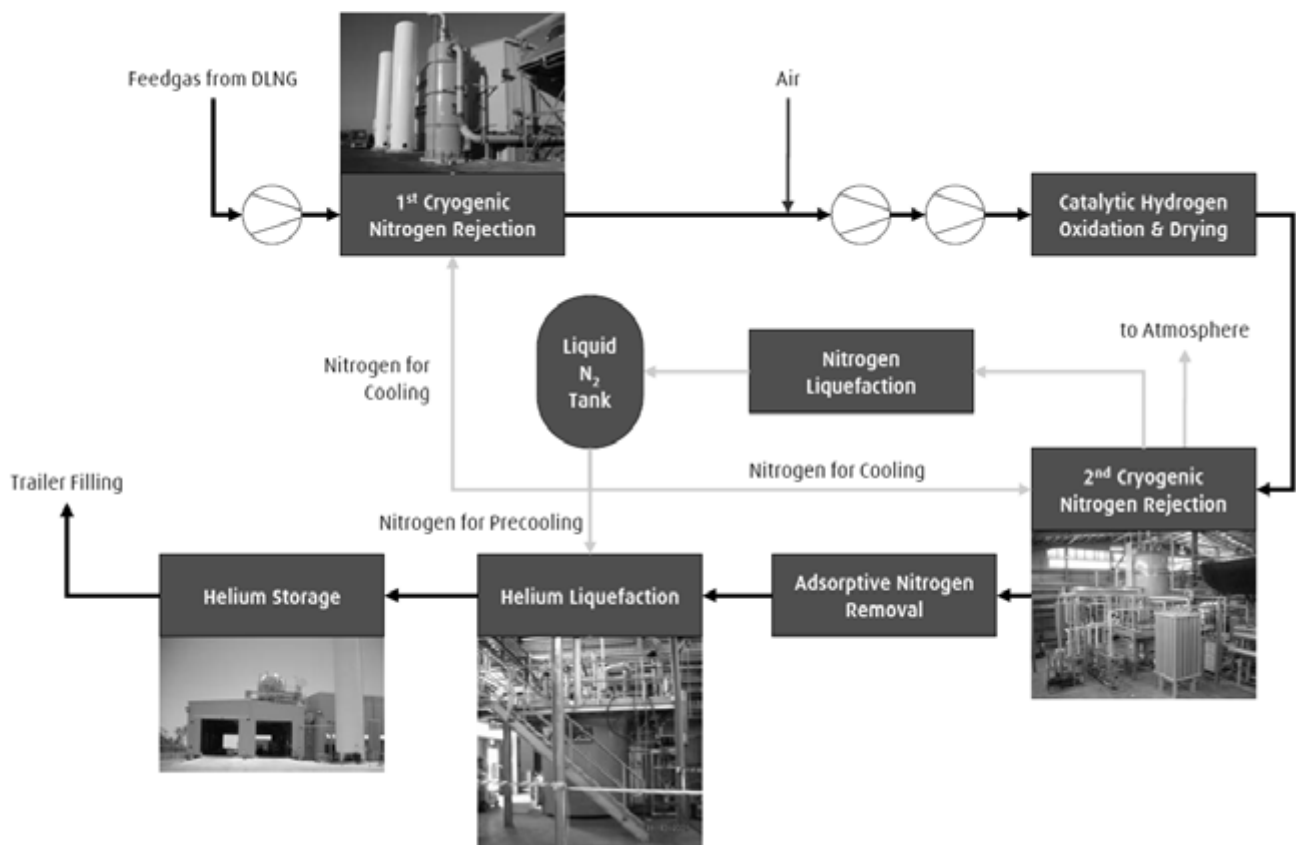 Feedgas from DLNG
Air
1st Cryogenic
Nitrogen Rejection
Catalytic Hydrogen
Oxidation & Drying
to Atmosphere
Liquid
N2
Tank
Nitrogen
Liquefaction
Nitrogen for
Cooling
Nitrogen for Cooling
2nd Cryogenic
Nitrogen Rejection
Trailer Filling
Nitrogen for Precooling
Helium Storage
Helium Liquefaction
Adsorptive Nitrogen
Removal